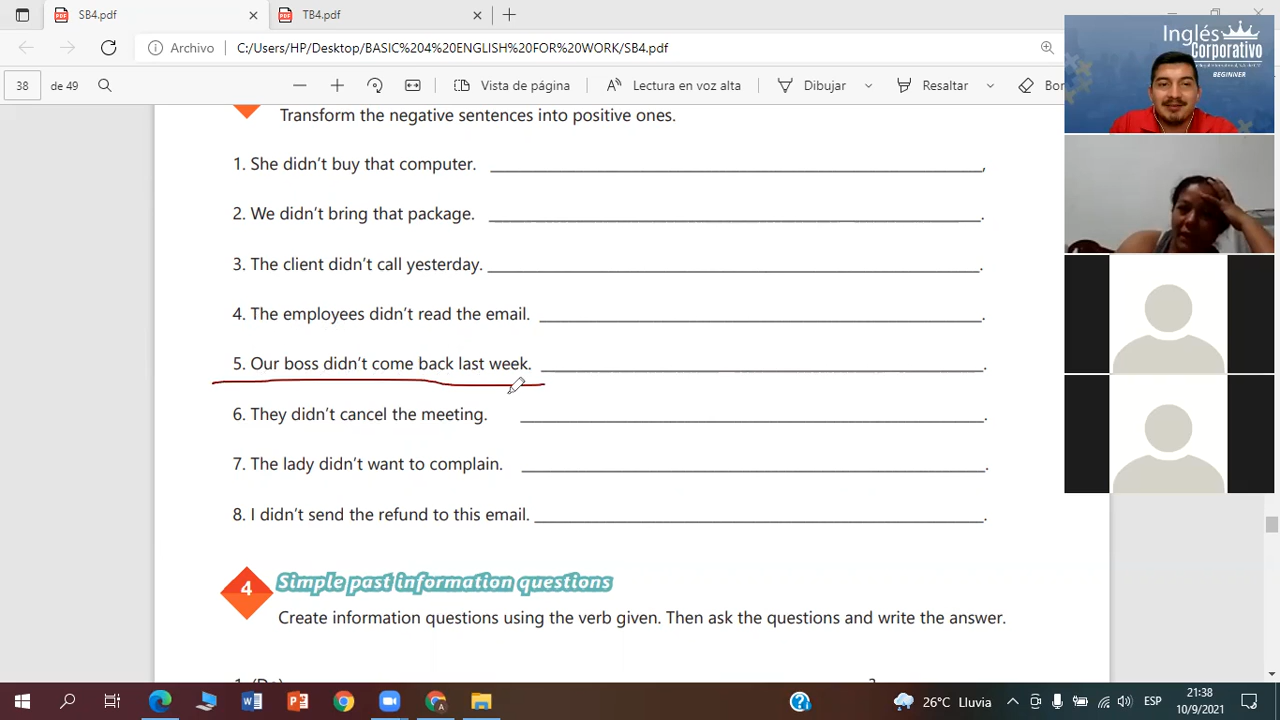 SB4.pdf
TB4.pdf
Archivo
C:/Users/HP/Desktop/BASIC%204%20ENGLISH%20FOR%20WORK/SB4.pdf
38
de 49
Vista de página
Lectura en voz alta
Dibujar
Resaltar
Bor
Inglés
Corporativo
BEGINNER
Transform the negative sentences into positive ones.
1. She didn't buy that computer. ,
2. We didn't bring that package. .
3. The client didn't call yesterday. .
4. The employees didn't read the email. .
5. Our boss didn't come back last week. .
6. They didn't cancel the meeting. .
7. The lady didn't want to complain. .
8. I didn't send the refund to this email. .
4
Simple past information questions
Create information questions using the verb given. Then ask the questions and write the answer.
26°C Lluvia
ESP
21:38
10/9/2021